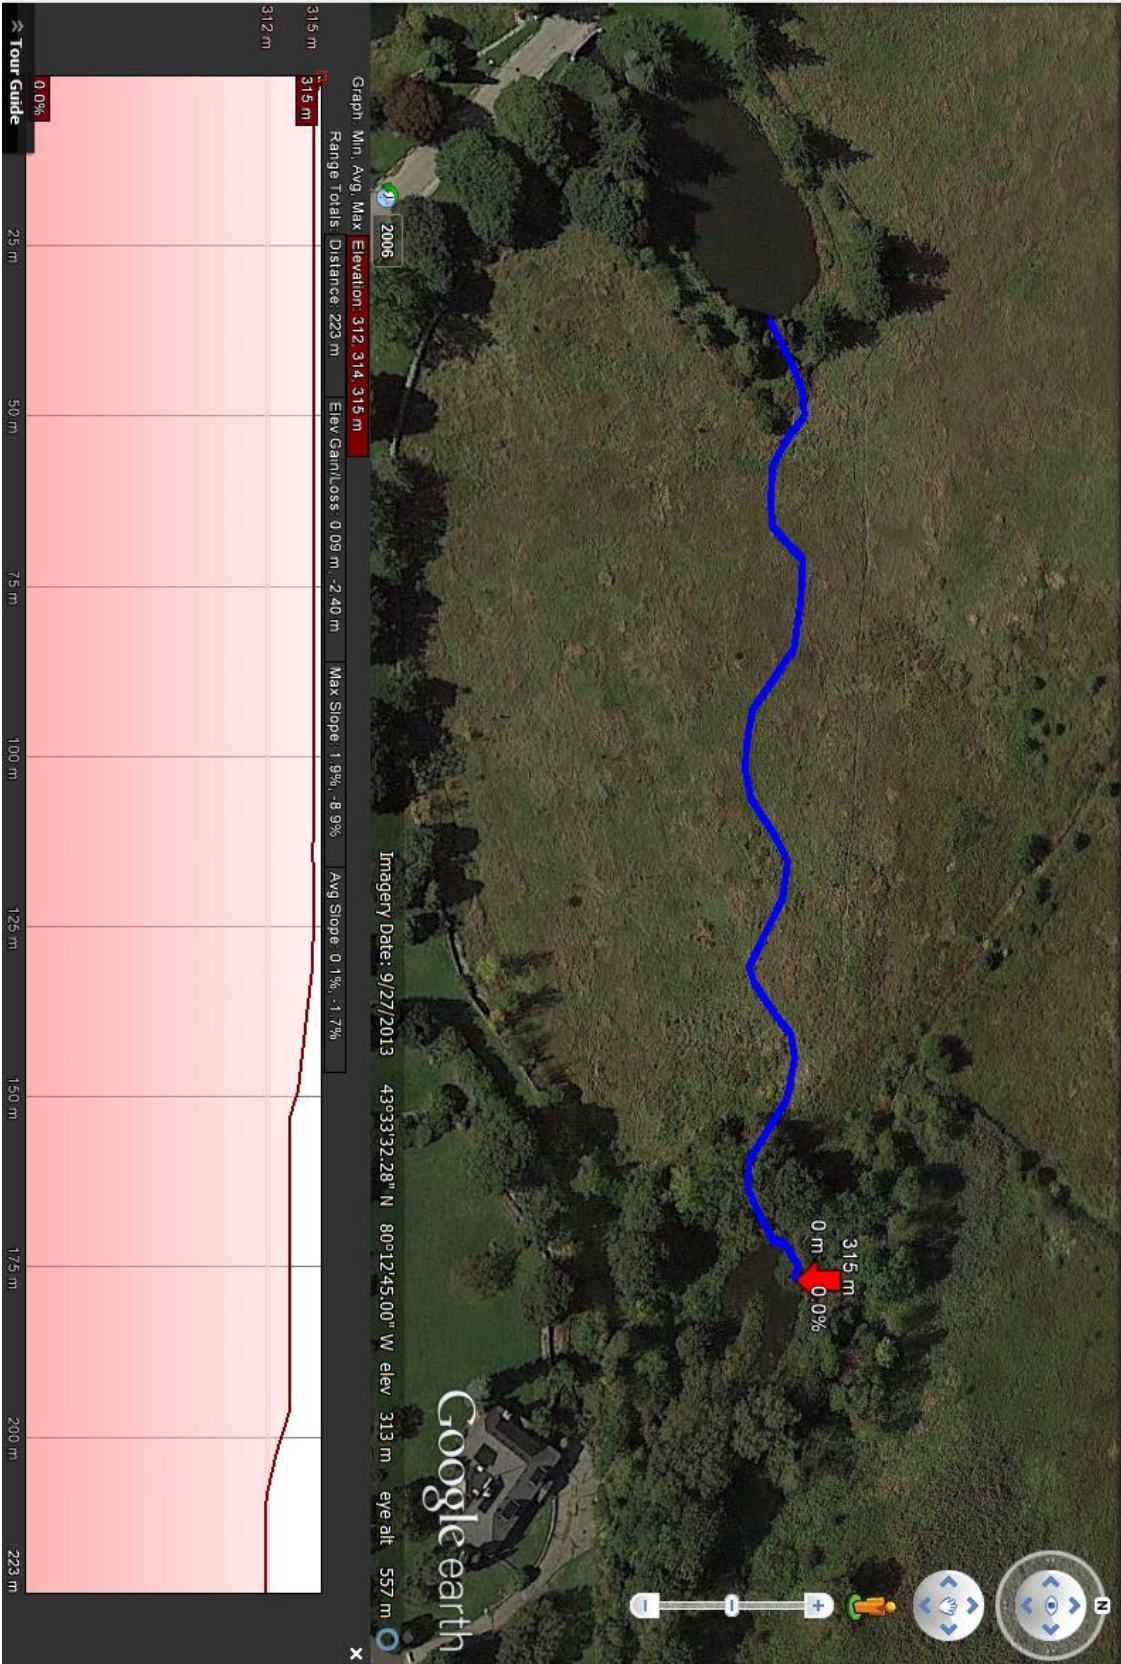 N
315 m
0 m 0.0%
2006
Imagery Date: 9/27/2013 43°33'32.28" N 80°12'45.00" W elev 313 m eye alt 557 m
Google earth
Graph: Min, Avg, Max Elevation: 312, 314, 315 m
Range Totals: Distance: 223 m Elev Gain/Loss: 0.09 m, -2.40 m Max Slope: 1.9%, -8.9% Avg Slope: 0.1%, -1.7%
315 m
315 m
312 m
0.0%
25 m 50 m 75 m 100 m 125 m 150 m 175 m 200 m 223 m
Tour Guide